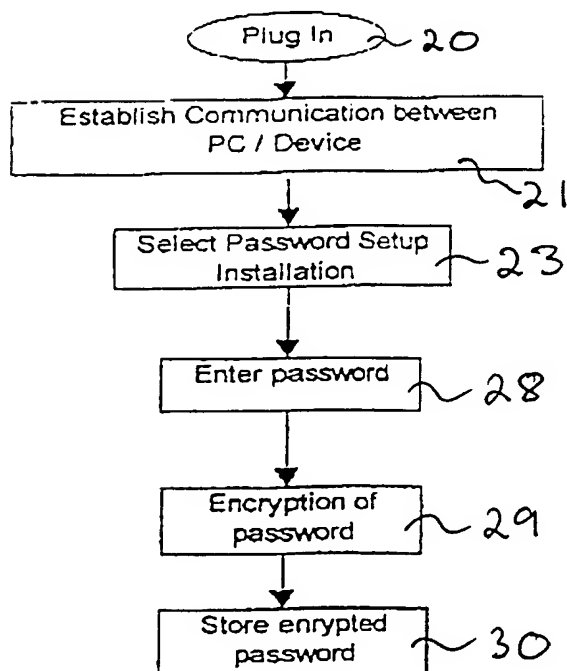 Plug In 20
Establish Communication between
PC / Device
21
Select Password Setup
Installation 23
Enter password 28
Encryption of
password 29
Store enrypted
password 30